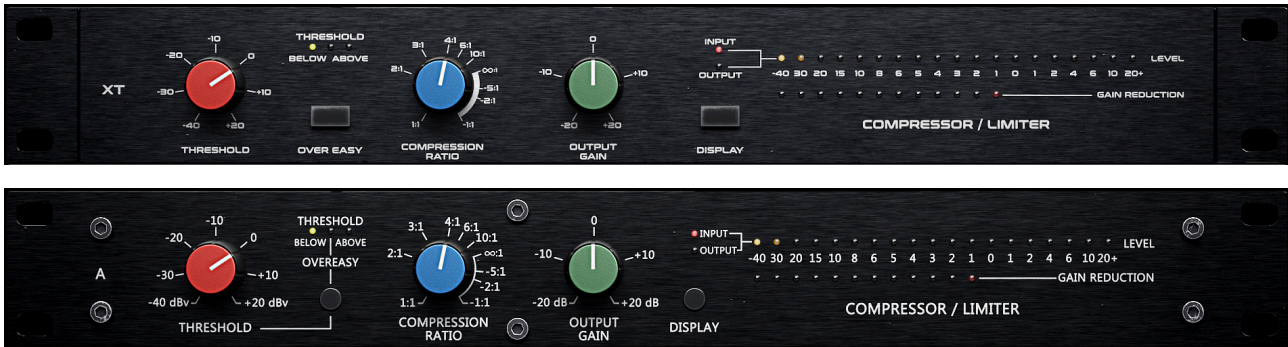 XT
-40 -30 -20 -10 0 +10 +20
THRESHOLD
THRESHOLD
BELOW ABOVE
OVER EASY
1:1 2:1 3:1 4:1 6:1 10:1 ∞:1 -5:1 -2:1 -1:1
COMPRESSION
RATIO
-20 -10 0 +10 +20
OUTPUT
GAIN
INPUT
OUTPUT
DISPLAY
LEVEL
-40 30 20 15 10 8 6 5 4 3 2 1 0 1 2 4 6 10 20+
GAIN REDUCTION
COMPRESSOR / LIMITER
A
-40 dBv -30 -20 -10 0 +10 +20 dBv
THRESHOLD
THRESHOLD
BELOW ABOVE
OVEREASY
1:1 2:1 3:1 4:1 6:1 10:1 ∞:1 -5:1 -2:1 -1:1
COMPRESSION
RATIO
-20 dB -10 0 +10 +20 dB
OUTPUT
GAIN
INPUT
OUTPUT
DISPLAY
LEVEL
-40 30 20 15 10 8 6 5 4 3 2 1 0 1 2 4 6 10 20+
GAIN REDUCTION
COMPRESSOR / LIMITER